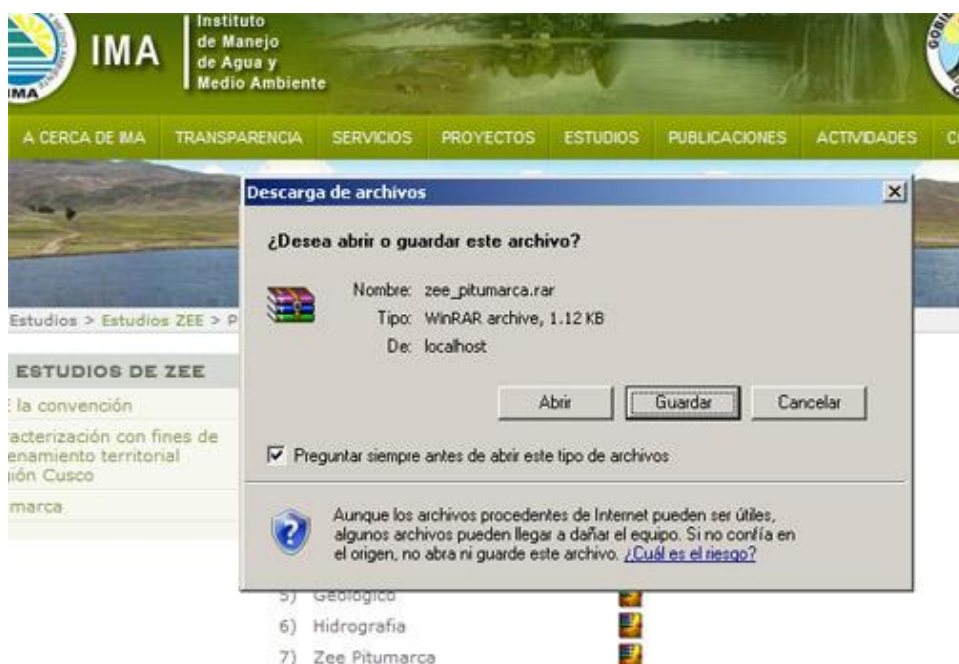 IMA
Instituto
de Manejo
de Agua y
Medio Ambiente
IMA
A CERCA DE IMA TRANSPARENCIA SERVICIOS PROYECTOS ESTUDIOS PUBLICACIONES ACTIVIDADES
Descarga de archivos
¿Desea abrir o guardar este archivo?
Nombre: zee_pitumarca.rar
Tipo: WinRAR archive, 1.12 KB
De: localhost
Abrir Guardar Cancelar
Preguntar siempre antes de abrir este tipo de archivos
Aunque los archivos procedentes de Internet pueden ser útiles,
algunos archivos pueden llegar a dañar el equipo. Si no confía en
el origen, no abra ni guarde este archivo. ¿Cuál es el riesgo?
Estudios > Estudios ZEE > P
ESTUDIOS DE ZEE
la convención
racterización con fines de
enamiento territorial
ión Cusco
marca
5) Geológico
6) Hidrografia
7) Zee Pitumarca